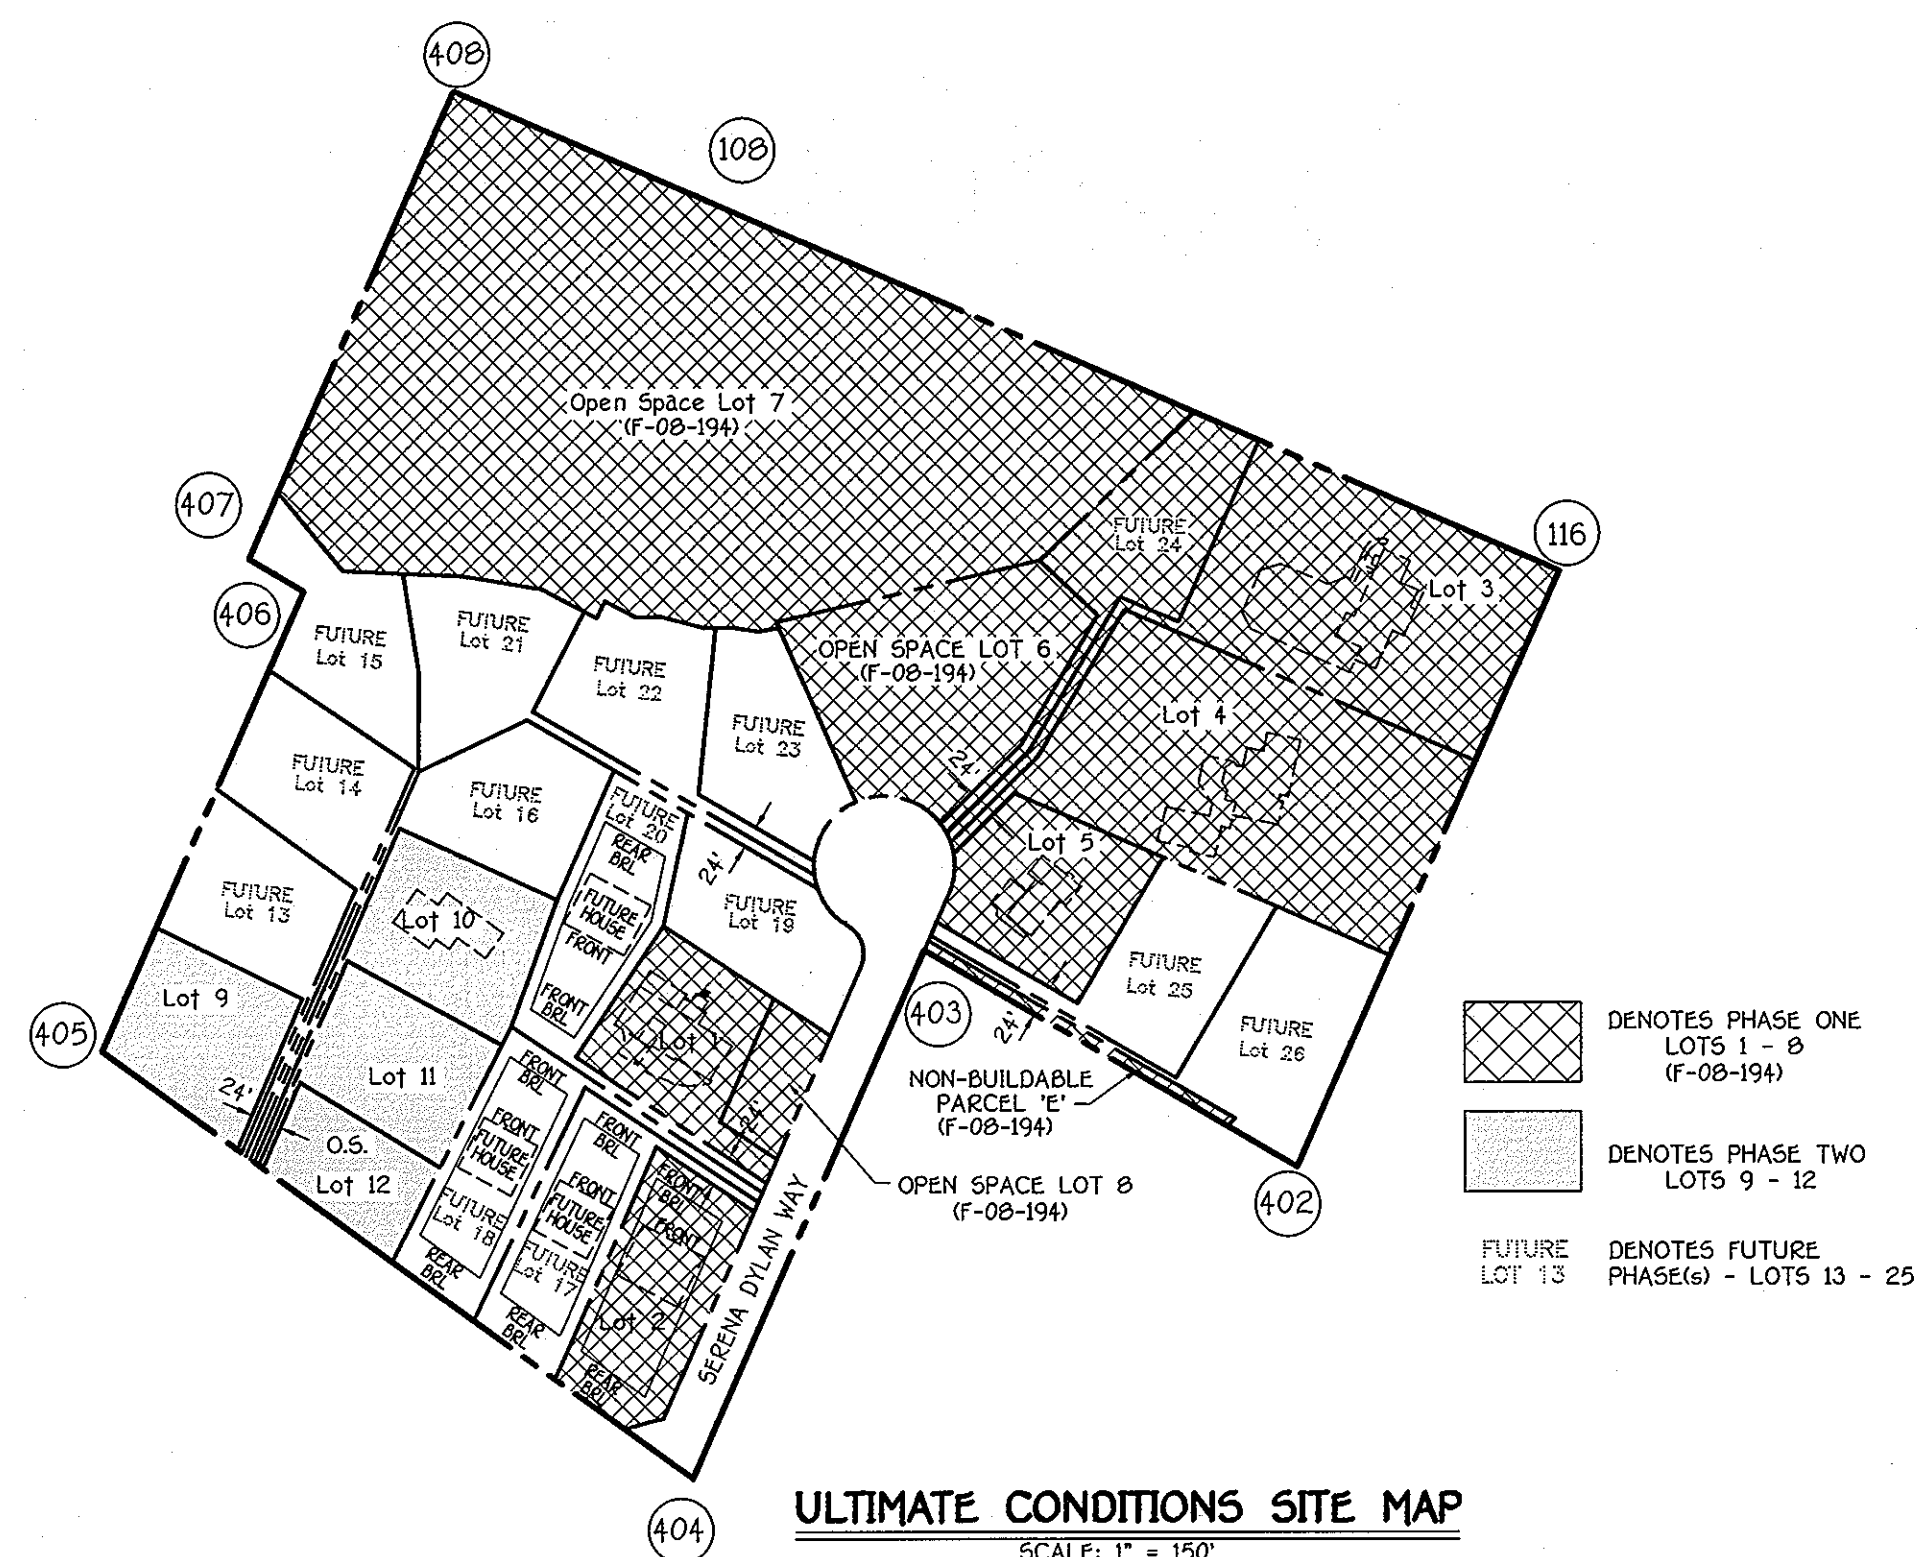 408
108
Open Space Lot 7
(F-08-194)
407
116
FUTURE
Lot 24
Lot 3
406
FUTURE
Lot 15
FUTURE
Lot 21
FUTURE
Lot 22
OPEN SPACE LOT 6
(F-08-194)
Lot 4
FUTURE
Lot 23
24'
FUTURE
Lot 14
FUTURE
Lot 16
FUTURE
Lot 20
REAR
BRL
FUTURE
HOUSE
FRONT
FRONT
BRL
24'
Lot 5
FUTURE
Lot 13
Lot 10
FUTURE
Lot 19
FUTURE
Lot 25
Lot 9
403
24'
405
Lot 1
FUTURE
Lot 26
DENOTES PHASE ONE
LOTS 1 - 8
(F-08-194)
24'
Lot 11
FRONT
BRL
FRONT
FUTURE
HOUSE
FUTURE
Lot 18
REAR
BRL
FRONT
BRL
FRONT
FUTURE
HOUSE
FUTURE
Lot 17
REAR
BRL
24'
NON-BUILDABLE
PARCEL 'E'
(F-08-194)
O.S.
Lot 12
FRONT
BRL
FRONT
Lot 2
REAR
BRL
OPEN SPACE LOT 8
(F-08-194)
402
DENOTES PHASE TWO
LOTS 9 - 12
SERENA DYLAN WAY
FUTURE
LOT 13
DENOTES FUTURE
PHASE(s) - LOTS 13 - 25
404
ULTIMATE CONDITIONS SITE MAP
SCALE: 1" = 150'